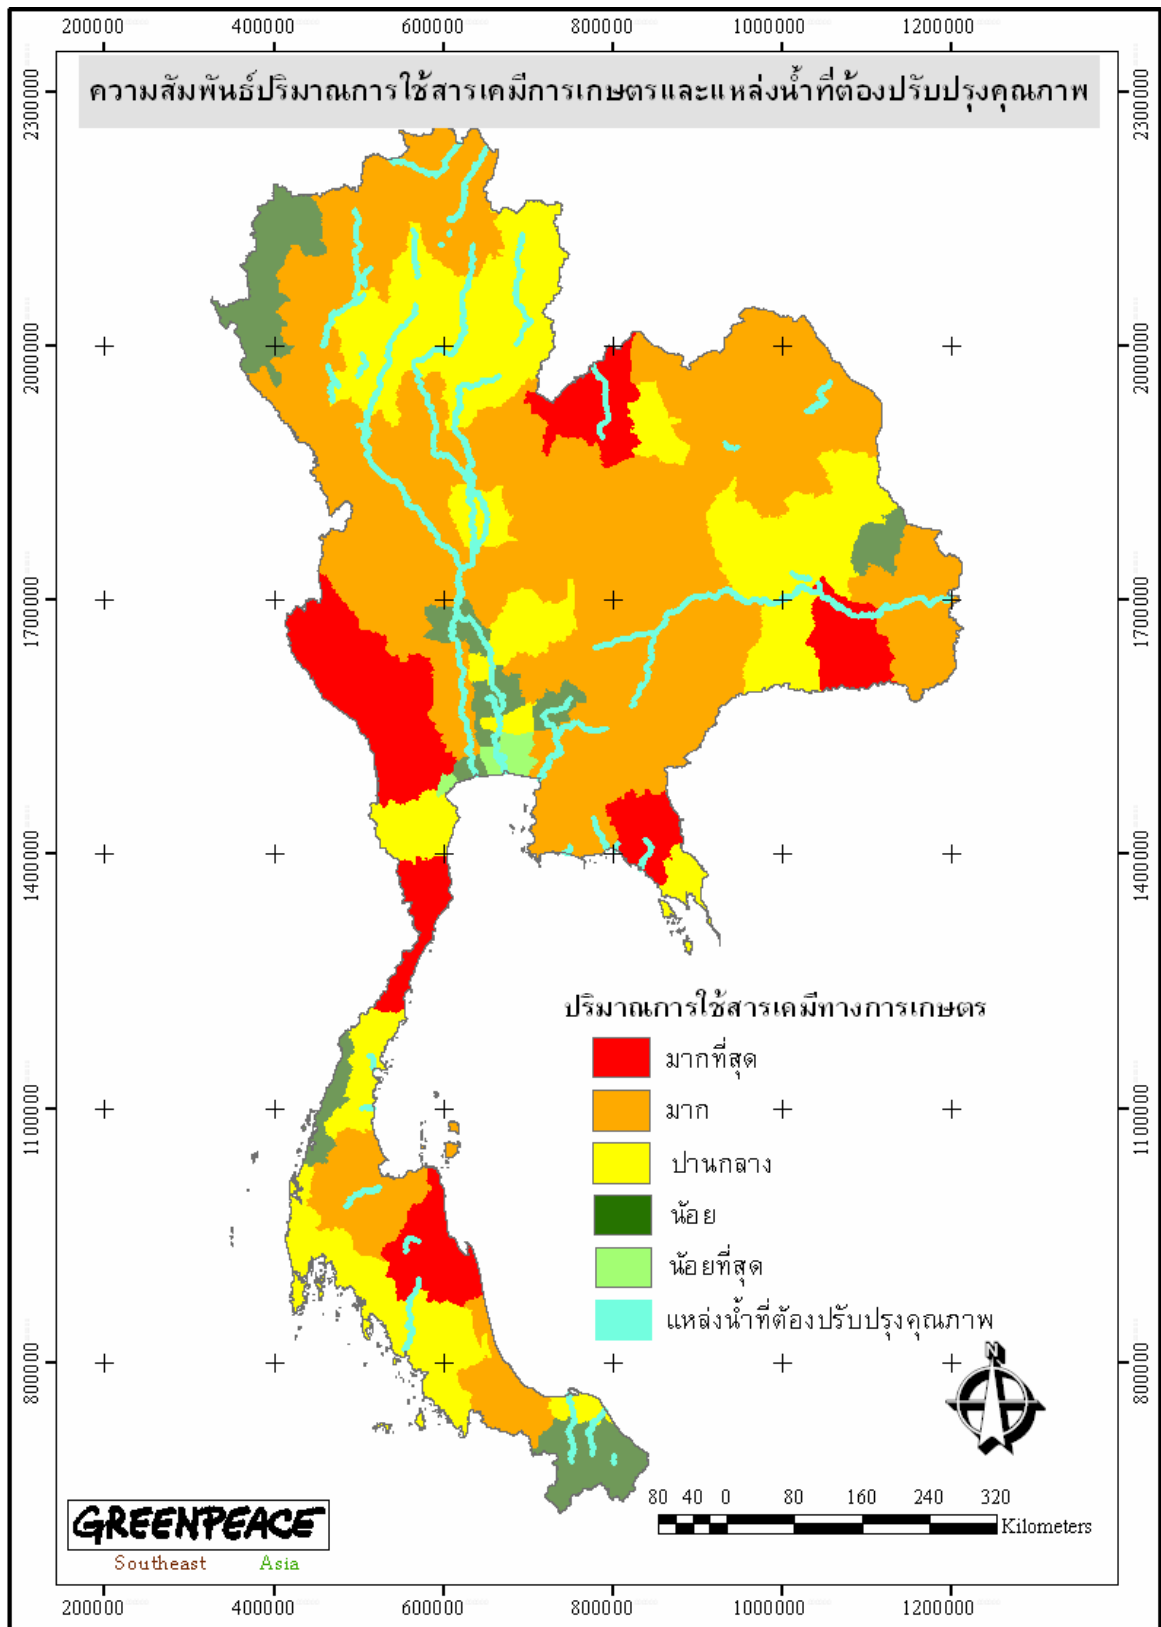 200000 400000 600000 800000 1000000 1200000
ความสัมพันธ์ปริมาณการใช้สารเคมีการเกษตรและแหล่งน้ำที่ต้องปรับปรุงคุณภาพ
2300000 2300000
2000000 2000000
1700000 1700000
1400000 1400000
ปริมาณการใช้สารเคมีทางการเกษตร
มากที่สุด
มาก
1100000 1100000
ปานกลาง
น้อย
น้อยที่สุด
แหล่งน้ำที่ต้องปรับปรุงคุณภาพ
800000 800000
N
80 40 0 80 160 240 320
Kilometers
GREENPEACE
Southeast Asia
200000 400000 600000 800000 1000000 1200000